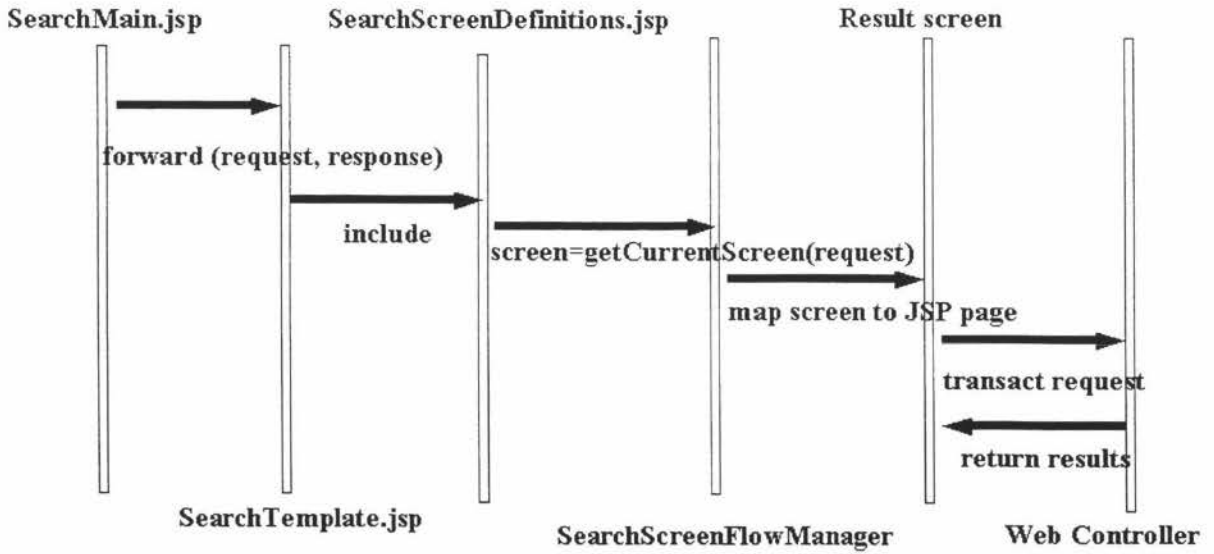 SearchMain.jsp
SearchScreenDefinitions.jsp
Result screen
forward (request, response)
include
screen=getCurrentScreen(request)
map screen to JSP page
transact request
return results
SearchTemplate.jsp
SearchScreenFlowManager
Web Controller